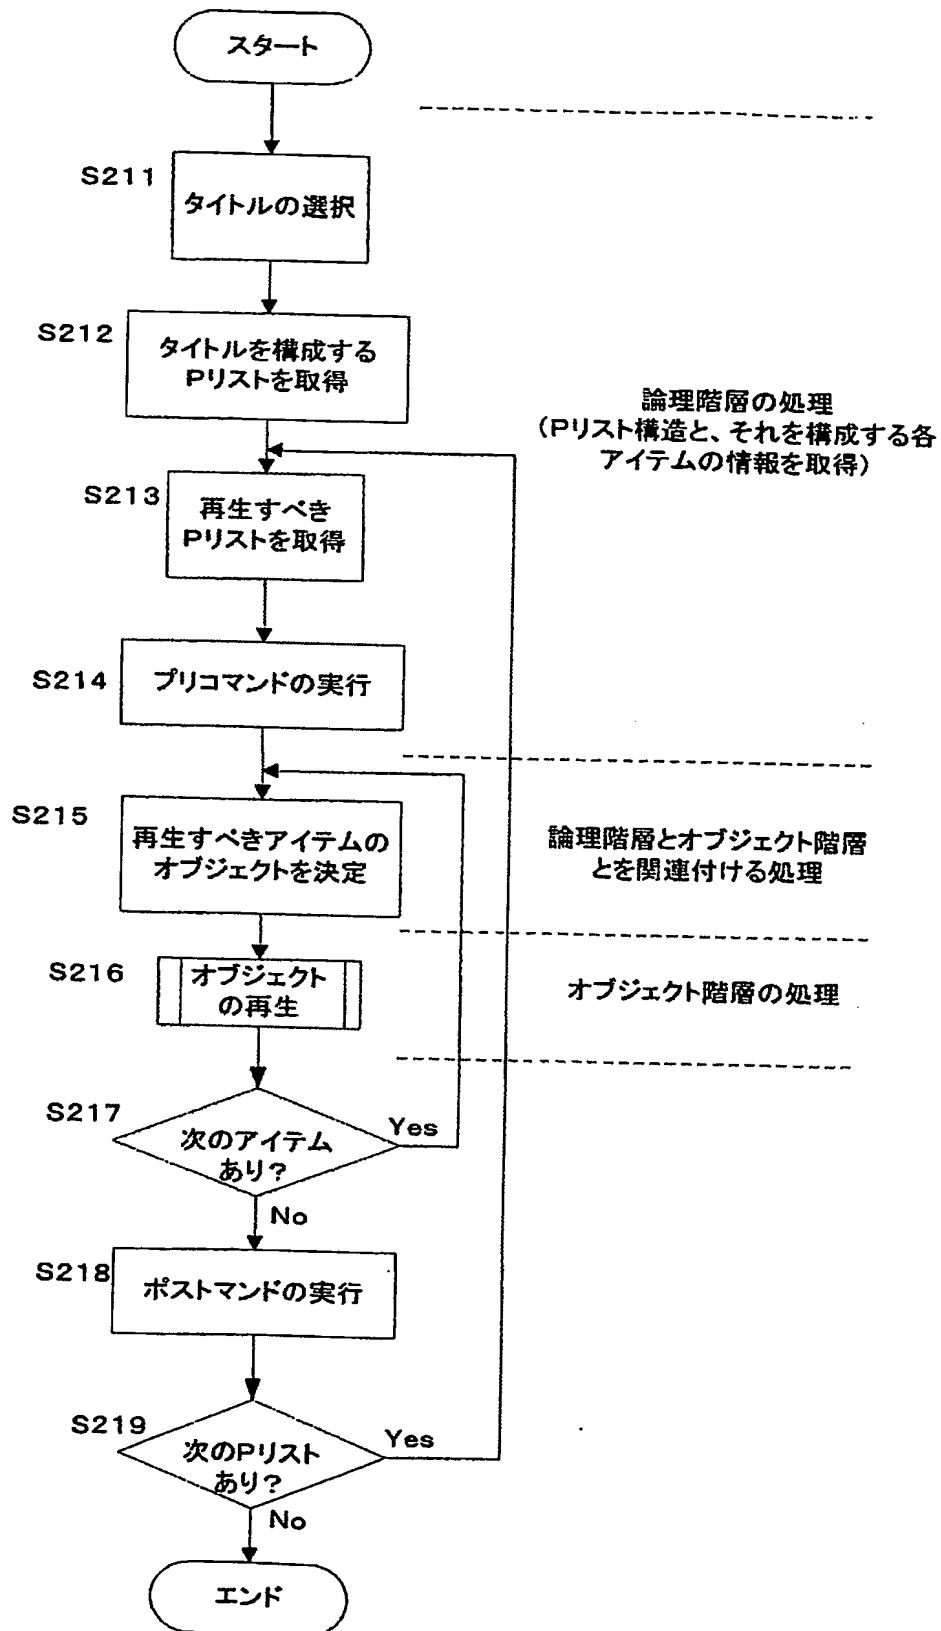 スタート
S211
タイトルの選択
S212
タイトルを構成する
Pリストを取得
論理階層の処理
(Pリスト構造と、それを構成する各
アイテムの情報を取得)
S213
再生すべき
Pリストを取得
S214
プリコマンドの実行
S215
再生すべきアイテムの
オブジェクトを決定
論理階層とオブジェクト階層
とを関連付ける処理
S216
オブジェクト
の再生
オブジェクト階層の処理
S217
次のアイテム
あり?
Yes
No
S218
ポストマンドの実行
S219
次のPリスト
あり?
Yes
No
エンド